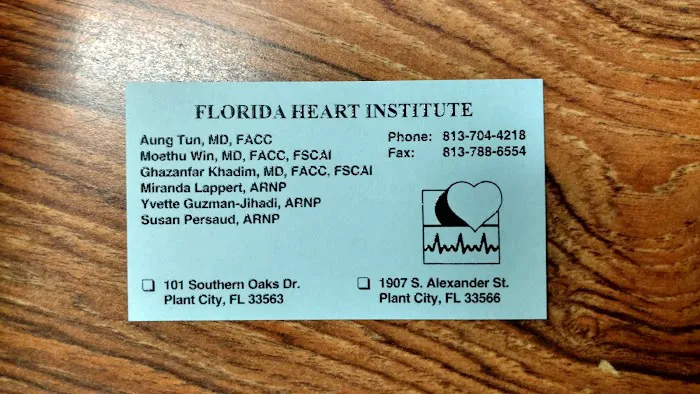 FLORIDA HEART INSTITUTE
Aung Tun, MD, FACC
Moethu Win, MD, FACC, FSCAI
Ghazanfar Khadim, MD, FACC, FSCAI
Miranda Lappert, ARNP
Yvette Guzman-Jihadi, ARNP
Susan Persaud, ARNP
Phone: 813-704-4218
Fax: 813-788-6554
101 Southern Oaks Dr.
Plant City, FL 33563
1907 S. Alexander St.
Plant City, FL 33566